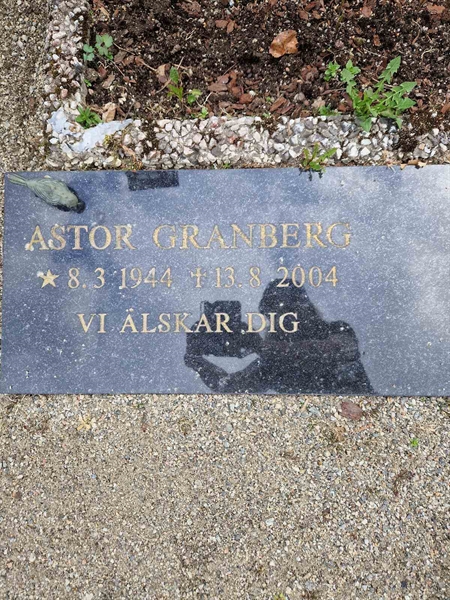 ASTOR GRANBERG
★ 8.3 1944 ✝ 13.8 2004
VI ÄLSKAR DIG